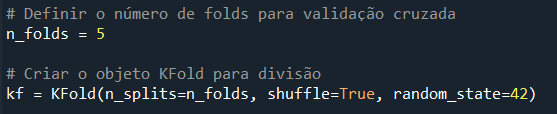 # Definir o número de folds para validação cruzada
n_folds = 5
# Criar o objeto KFold para divisão
kf = KFold(n_splits=n_folds, shuffle=True, random_state=42)